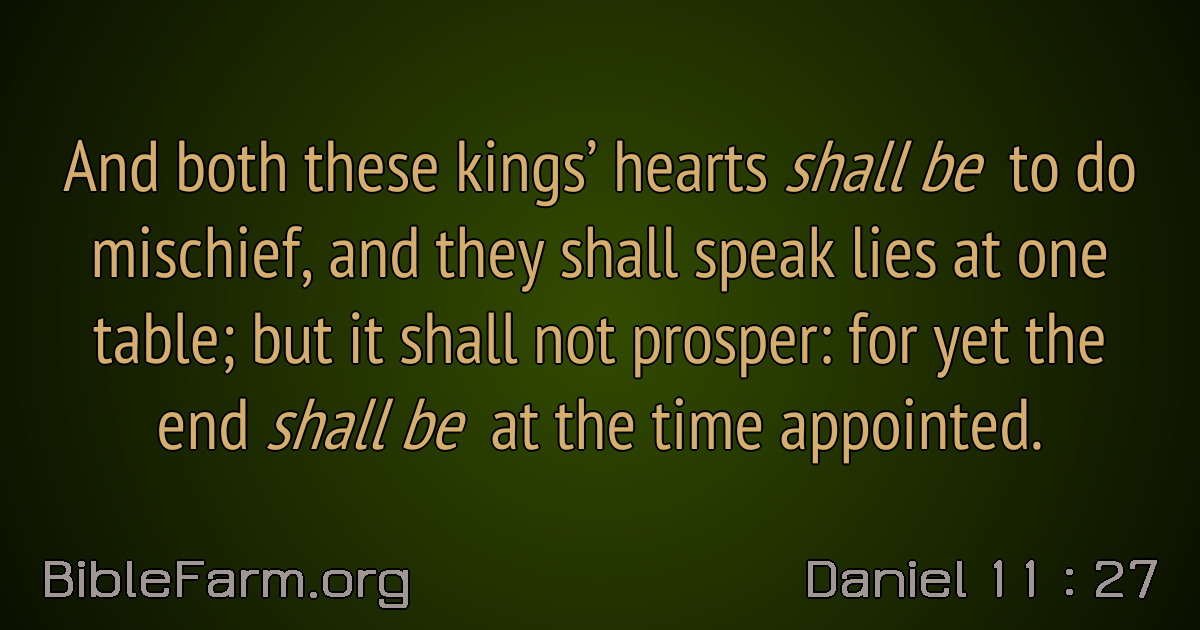 And both these kings’ hearts shall be to do
mischief, and they shall speak lies at one
table; but it shall not prosper: for yet the
end shall be at the time appointed.
BibleFarm.org
Daniel 11 : 27